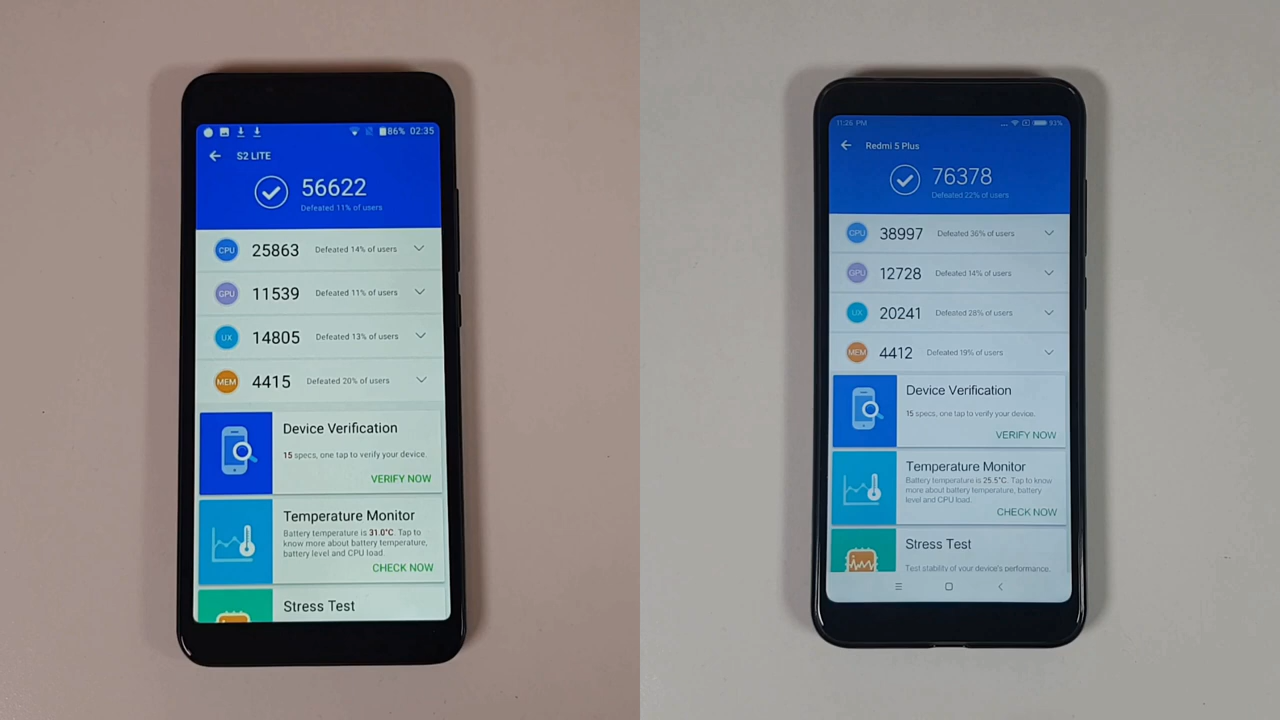 86% 02:35
S2 LITE
56622
Defeated 11% of users
CPU 25863 Defeated 14% of users
GPU 11539 Defeated 11% of users
UX 14805 Defeated 13% of users
MEM 4415 Defeated 20% of users
Device Verification
15 specs, one tap to verify your device.
VERIFY NOW
Temperature Monitor
Battery temperature is 31.0°C. Tap to
know more about battery temperature,
battery level and CPU load.
CHECK NOW
Stress Test
11:26 PM ... 93%
Redmi 5 Plus
76378
Defeated 22% of users
CPU 38997 Defeated 36% of users
GPU 12728 Defeated 14% of users
UX 20241 Defeated 28% of users
MEM 4412 Defeated 19% of users
Device Verification
15 specs, one tap to verify your device.
VERIFY NOW
Temperature Monitor
Battery temperature is 25.5°C. Tap to know
more about battery temperature, battery
level and CPU load.
CHECK NOW
Stress Test
Test stability of your device's performance,